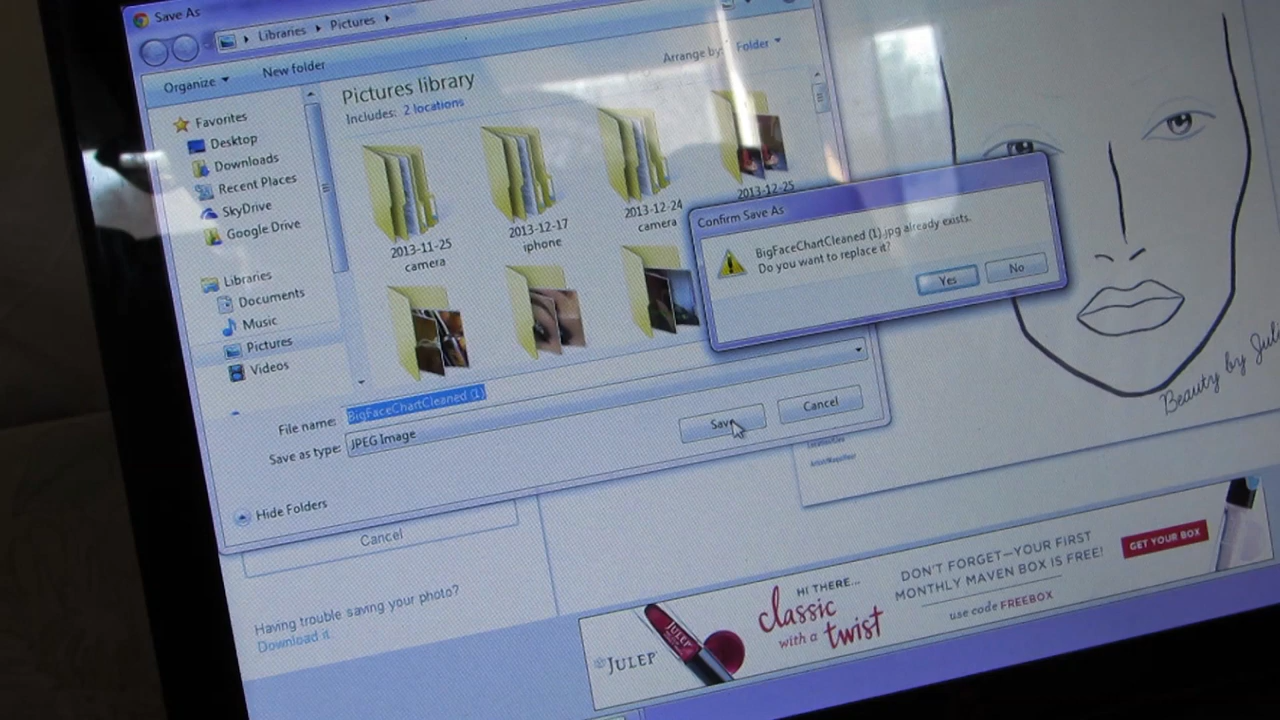 Save As
Libraries
Pictures
Organize
New folder
Pictures library
Includes: 2 locations
Arrange by:
Folder
Favorites
Desktop
Downloads
Recent Places
SkyDrive
Google Drive
Libraries
Documents
Music
Pictures
Videos
2013-11-25
camera
2013-12-17
iphone
2013-12-24
camera
2013-12-25
Confirm Save As
BigFaceChartCleaned (1).jpg already exists.
Do you want to replace it?
Yes
No
File name:
BigFaceChartCleaned (1)
Save as type:
JPEG Image
Save
Cancel
Hide Folders
Cancel
Having trouble saving your photo?
Download it
Beauty by
JULEP
JULEP
HI THERE...
classic
with a twist
DON'T FORGET—YOUR FIRST
MONTHLY MAVEN BOX IS FREE!
use code FREEBOX
GET YOUR BOX